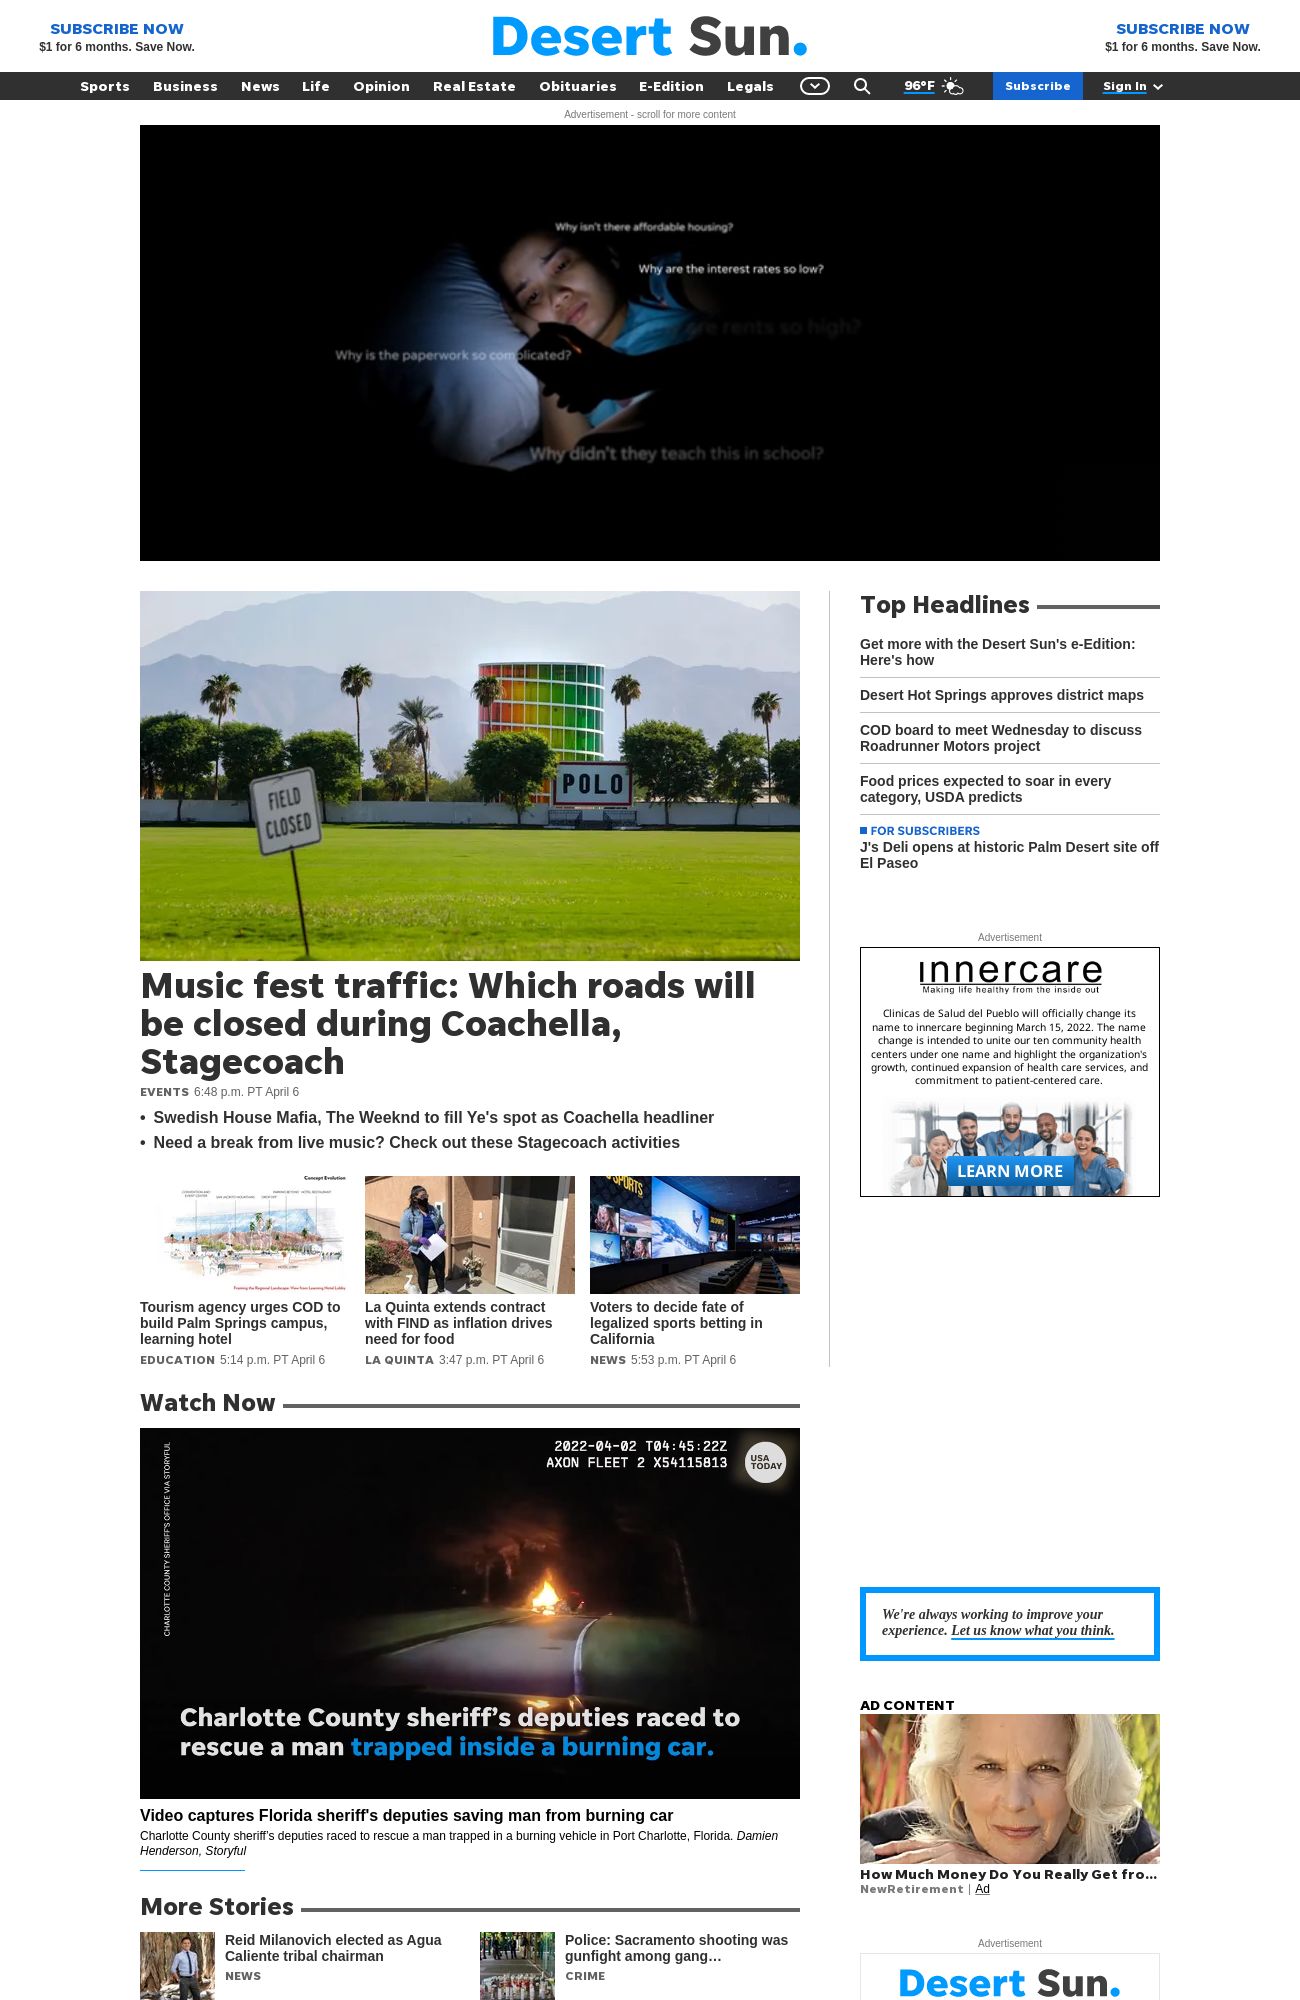 SUBSCRIBE NOW
$1 for 6 months. Save Now.
Desert Sun.
SUBSCRIBE NOW
$1 for 6 months. Save Now.
Sports Business News Life Opinion Real Estate Obituaries E-Edition Legals 96°F Subscribe Sign In
Advertisement - scroll for more content
Why isn't there affordable housing?
Why are the interest rates so low?
are rents so high?
Why is the paperwork so complicated?
Why didn't they teach this in school?
POLO
FIELD
CLOSED
Music fest traffic: Which roads will
be closed during Coachella,
Stagecoach
EVENTS 6:48 p.m. PT April 6
• Swedish House Mafia, The Weeknd to fill Ye's spot as Coachella headliner
• Need a break from live music? Check out these Stagecoach activities
Concept Evolution
SPORTS
Tourism agency urges COD to
build Palm Springs campus,
learning hotel
EDUCATION 5:14 p.m. PT April 6
La Quinta extends contract
with FIND as inflation drives
need for food
LA QUINTA 3:47 p.m. PT April 6
Voters to decide fate of
legalized sports betting in
California
NEWS 5:53 p.m. PT April 6
Top Headlines
Get more with the Desert Sun's e-Edition:
Here's how
Desert Hot Springs approves district maps
COD board to meet Wednesday to discuss
Roadrunner Motors project
Food prices expected to soar in every
category, USDA predicts
FOR SUBSCRIBERS
J's Deli opens at historic Palm Desert site off
El Paseo
Advertisement
innercare
Making life healthy from the inside out
Clinicas de Salud del Pueblo will officially change its
name to innercare beginning March 15, 2022. The name
change is intended to unite our ten community health
centers under one name and highlight the organization's
growth, continued expansion of health care services, and
commitment to patient-centered care.
LEARN MORE
Watch Now
CHARLOTTE COUNTY SHERIFF'S OFFICE VIA STORYFUL
2022-04-02 T04:45:22Z
AXON FLEET 2 X54115813
USA
TODAY
Charlotte County sheriff's deputies raced to
rescue a man trapped inside a burning car.
Video captures Florida sheriff's deputies saving man from burning car
Charlotte County sheriff's deputies raced to rescue a man trapped in a burning vehicle in Port Charlotte, Florida. Damien
Henderson, Storyful
We're always working to improve your
experience. Let us know what you think.
AD CONTENT
How Much Money Do You Really Get fro...
NewRetirement | Ad
More Stories
Reid Milanovich elected as Agua
Caliente tribal chairman
NEWS
Police: Sacramento shooting was
gunfight among gang…
CRIME
Advertisement
Desert Sun.